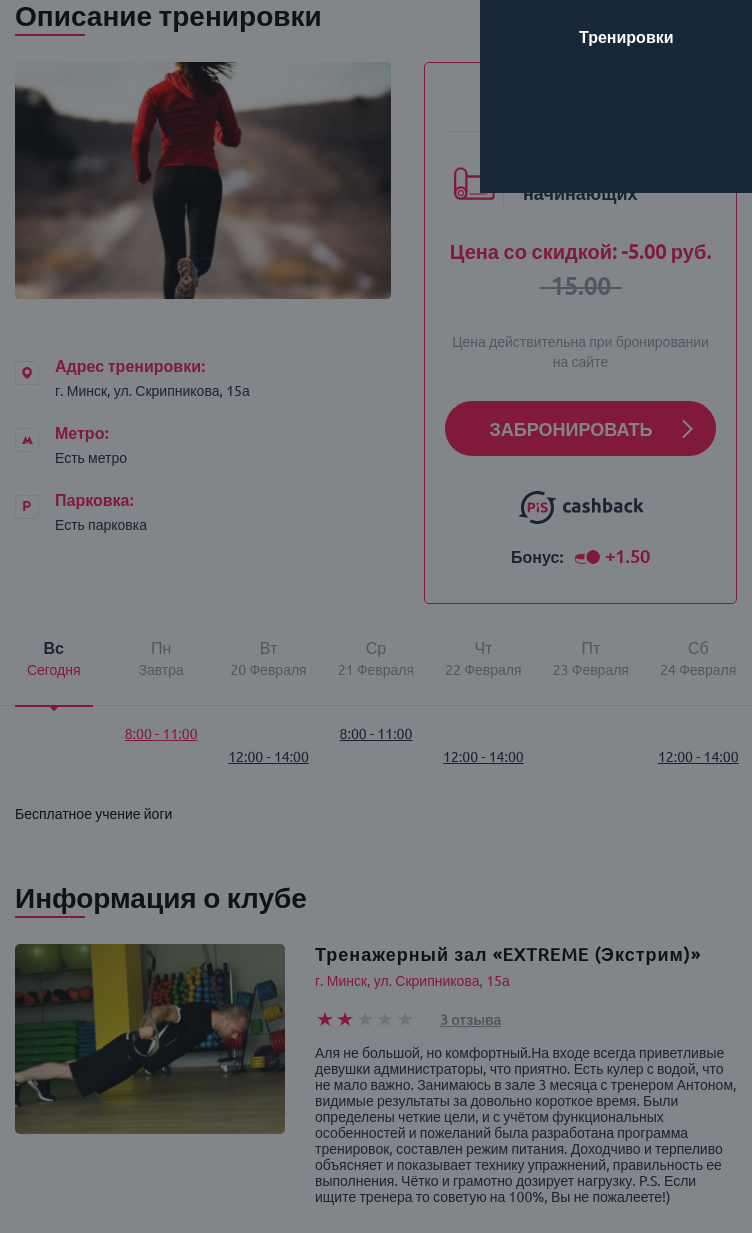 Описание тренировки
Тренировки
начинающих
Цена со скидкой: -5.00 руб.
15.00
Цена действительна при бронировании
на сайте
ЗАБРОНИРОВАТЬ
PiS cashback
Бонус: +1.50
Адрес тренировки:
г. Минск, ул. Скрипникова, 15а
Метро:
Есть метро
P
Парковка:
Есть парковка
Вс Пн Вт Ср Чт Пт Сб
Сегодня Завтра 20 Февраля 21 Февраля 22 Февраля 23 Февраля 24 Февраля
8:00 - 11:00 8:00 - 11:00
12:00 - 14:00 12:00 - 14:00 12:00 - 14:00
Бесплатное учение йоги
Информация о клубе
Тренажерный зал «EXTREME (Экстрим)»
г. Минск, ул. Скрипникова, 15а
3 отзыва
Аля не большой, но комфортный.На входе всегда приветливые
девушки администраторы, что приятно. Есть кулер с водой, что
не мало важно. Занимаюсь в зале 3 месяца с тренером Антоном,
видимые результаты за довольно короткое время. Были
определены четкие цели, и с учётом функциональных
особенностей и пожеланий была разработана программа
тренировок, составлен режим питания. Доходчиво и терпеливо
объясняет и показывает технику упражнений, правильность ее
выполнения. Чётко и грамотно дозирует нагрузку. P.S. Если
ищите тренера то советую на 100%, Вы не пожалеете!)